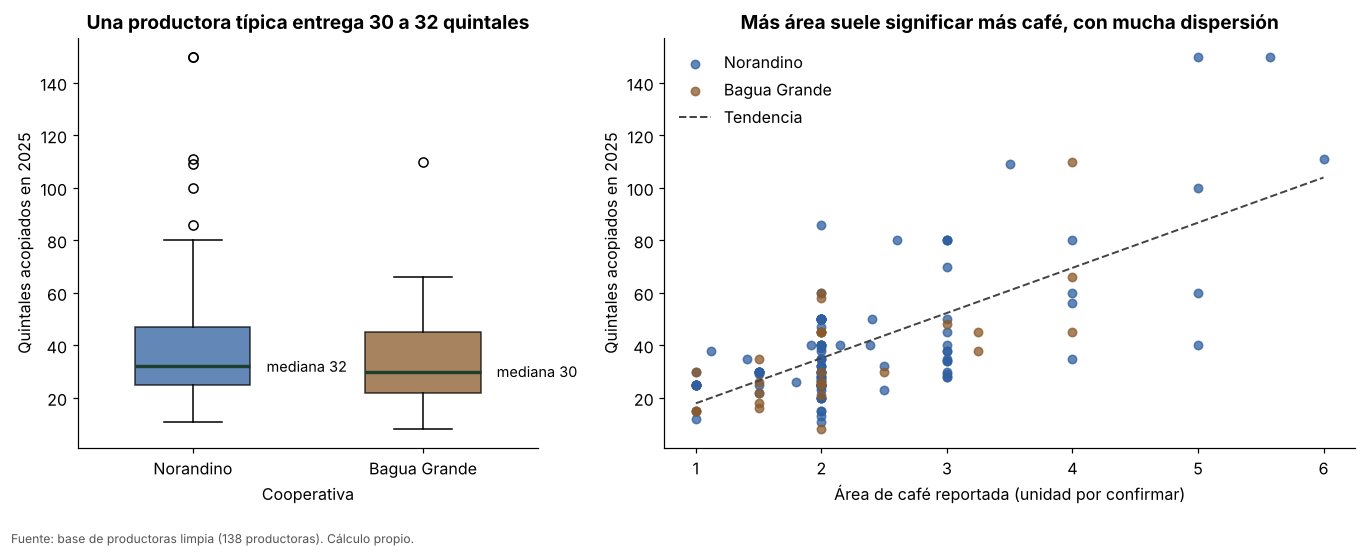 Una productora típica entrega 30 a 32 quintales
Quintales acopiados en 2025
140
120
100
80
60
40
20
mediana 32
mediana 30
Norandino
Bagua Grande
Cooperativa
Más área suele significar más café, con mucha dispersión
Norandino
Bagua Grande
Tendencia
Quintales acopiados en 2025
140
120
100
80
60
40
20
1 2 3 4 5 6
Área de café reportada (unidad por confirmar)
Fuente: base de productoras limpia (138 productoras). Cálculo propio.